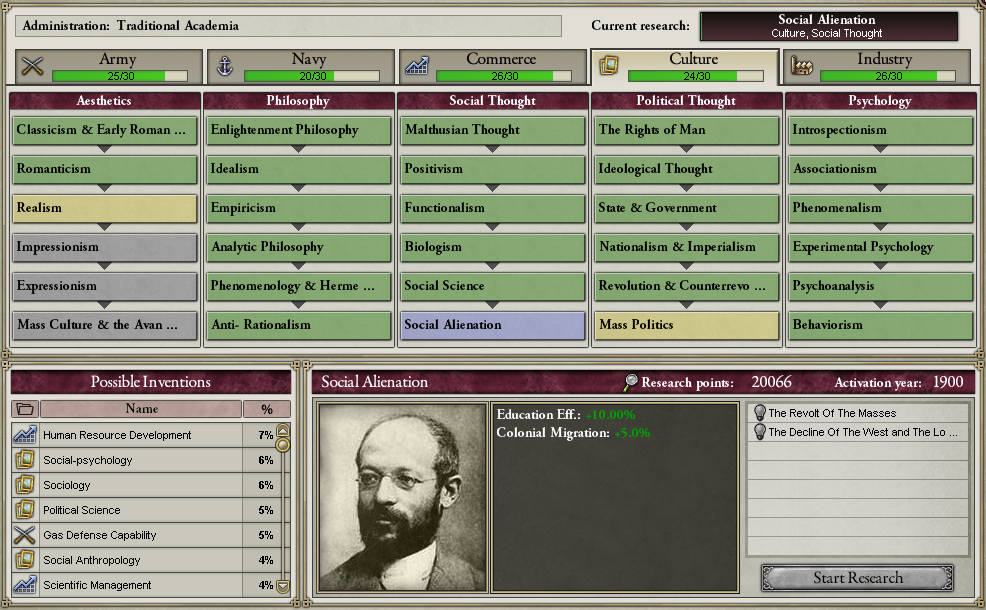 Administration: Traditional Academia
Current research:
Social Alienation
Culture, Social Thought
Army
25/30
Navy
20/30
Commerce
26/30
Culture
24/30
Industry
26/30
Aesthetics
Philosophy
Social Thought
Political Thought
Psychology
Classicism & Early Roman ...
Enlightenment Philosophy
Malthusian Thought
The Rights of Man
Introspectionism
Romanticism
Idealism
Positivism
Ideological Thought
Associationism
Realism
Empiricism
Functionalism
State & Government
Phenomenalism
Impressionism
Analytic Philosophy
Biologism
Nationalism & Imperialism
Experimental Psychology
Expressionism
Phenomenology & Herme ...
Social Science
Revolution & Counterrevo ...
Psychoanalysis
Mass Culture & the Avan ...
Anti- Rationalism
Social Alienation
Mass Politics
Behaviorism
Possible Inventions
Name
%
Human Resource Development 7%
Social-psychology 6%
Sociology 6%
Political Science 5%
Gas Defense Capability 5%
Social Anthropology 4%
Scientific Management 4%
Social Alienation
Research points: 20066
Activation year: 1900
Education Eff.: +10.00%
Colonial Migration: +5.0%
The Revolt Of The Masses
The Decline Of The West and The Lo ...
Start Research